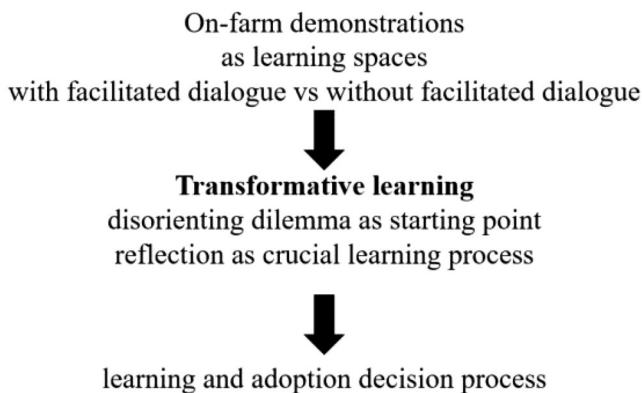 On-farm demonstrations
as learning spaces
with facilitated dialogue vs without facilitated dialogue
Transformative learning
disorienting dilemma as starting point
reflection as crucial learning process
learning and adoption decision process